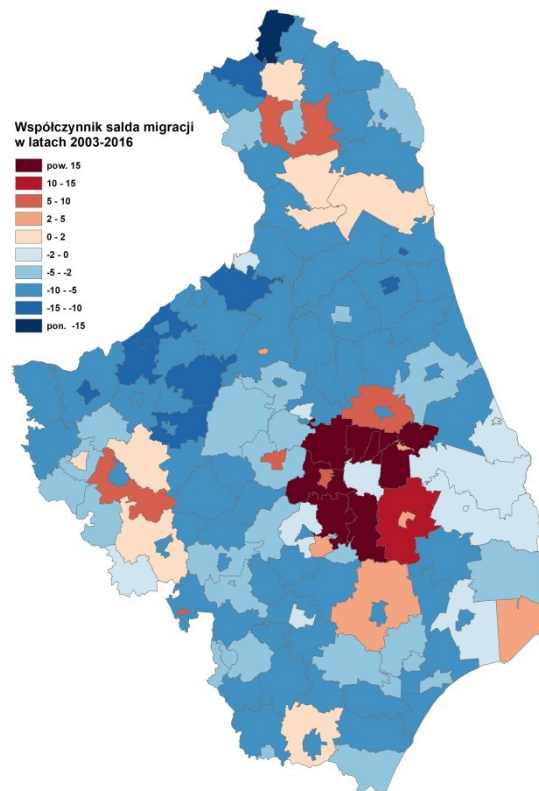 Współczynnik salda migracji
w latach 2003-2016
pow. 15
10 - 15
5 - 10
2 - 5
0 - 2
-2 - 0
-5 - -2
-10 - -5
-15 - -10
pon. -15